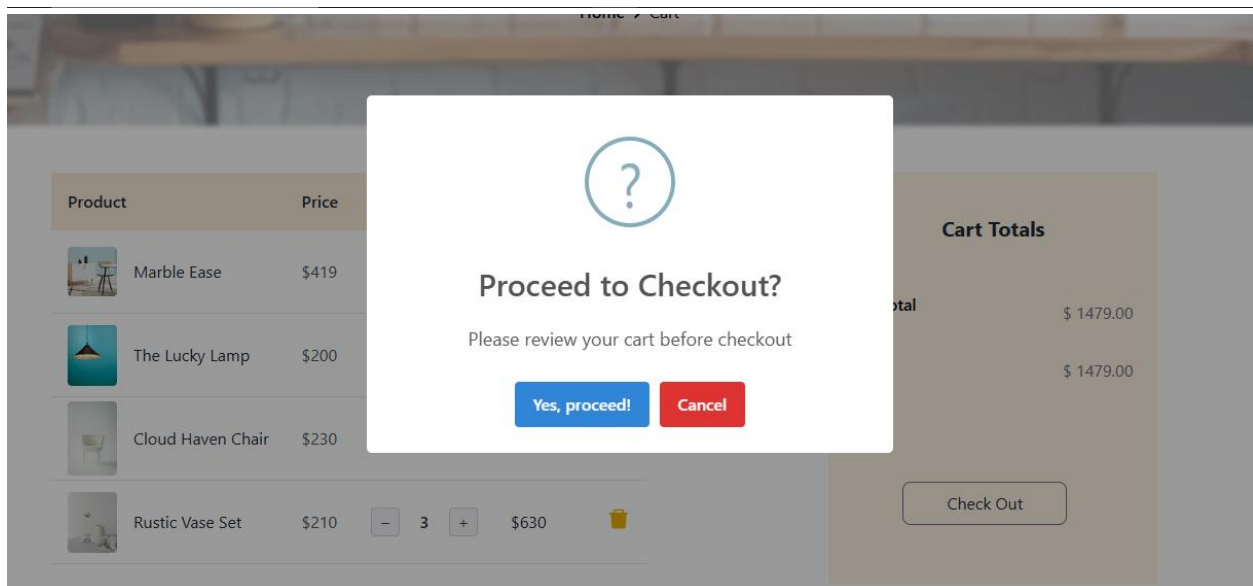 Home > Cart
Product Price
Marble Ease $419
The Lucky Lamp $200
Cloud Haven Chair $230
Rustic Vase Set $210 − 3 + $630
?
Proceed to Checkout?
Please review your cart before checkout
Yes, proceed! Cancel
Cart Totals
$ 1479.00
$ 1479.00
Check Out